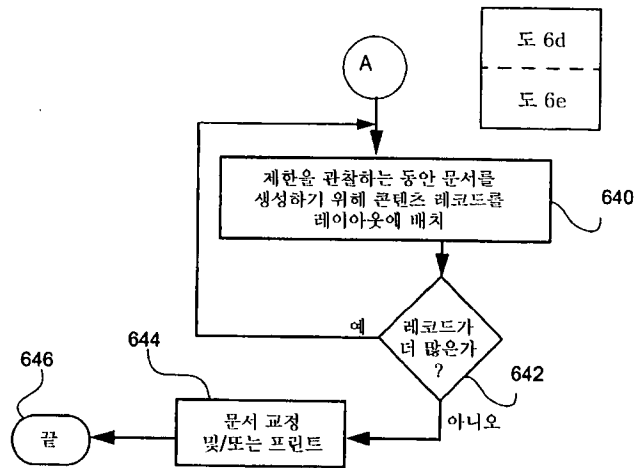 도 6d
도 6e
A
제한을 관찰하는 동안 문서를
생성하기 위해 콘텐츠 레코드를
레이아웃에 배치
640
예
레코드가
더 많은가
?
642
아니오
644
문서 교정
및/또는 프린트
646
끝